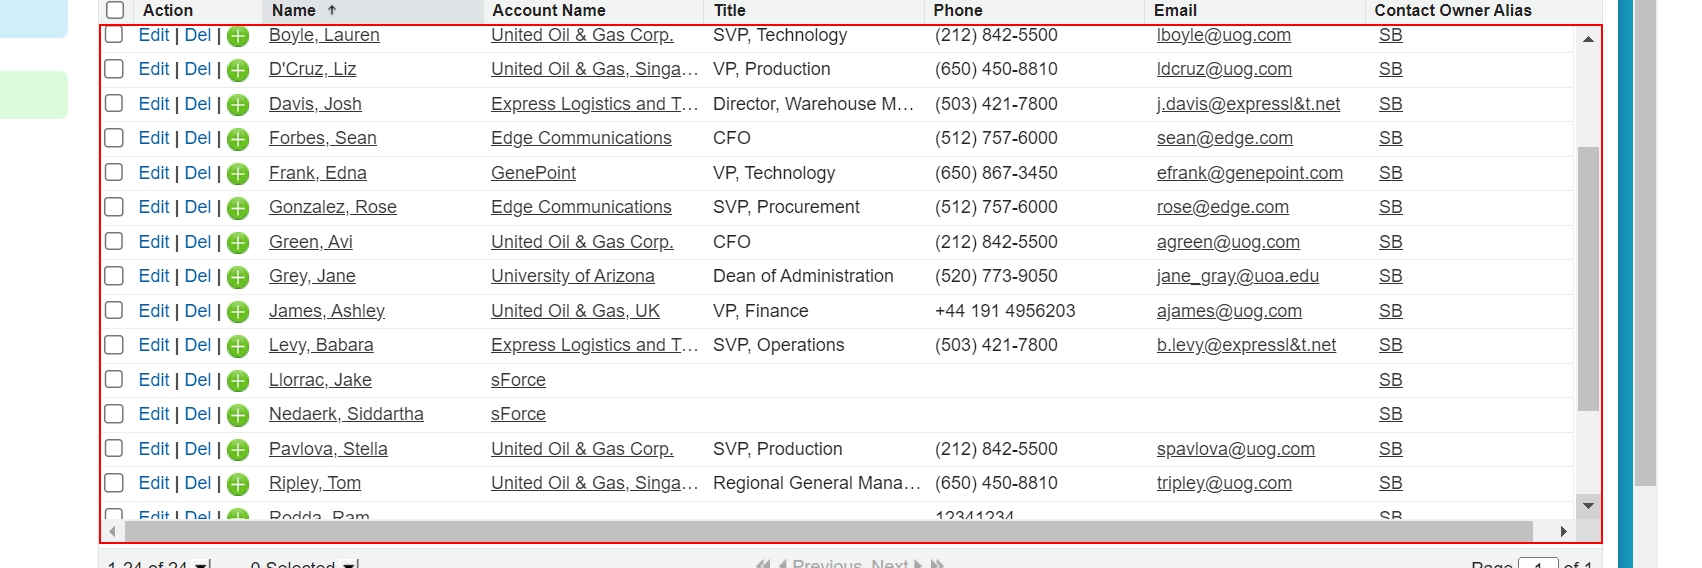 Action Name ↑ Account Name Title Phone Email Contact Owner Alias
Edit | Del | Boyle, Lauren United Oil & Gas Corp. SVP, Technology (212) 842-5500 lboyle@uog.com SB
Edit | Del | D'Cruz, Liz United Oil & Gas, Singa... VP, Production (650) 450-8810 ldcruz@uog.com SB
Edit | Del | Davis, Josh Express Logistics and T... Director, Warehouse M... (503) 421-7800 j.davis@expressl&t.net SB
Edit | Del | Forbes, Sean Edge Communications CFO (512) 757-6000 sean@edge.com SB
Edit | Del | Frank, Edna GenePoint VP, Technology (650) 867-3450 efrank@genepoint.com SB
Edit | Del | Gonzalez, Rose Edge Communications SVP, Procurement (512) 757-6000 rose@edge.com SB
Edit | Del | Green, Avi United Oil & Gas Corp. CFO (212) 842-5500 agreen@uog.com SB
Edit | Del | Grey, Jane University of Arizona Dean of Administration (520) 773-9050 jane_gray@uoa.edu SB
Edit | Del | James, Ashley United Oil & Gas, UK VP, Finance +44 191 4956203 ajames@uog.com SB
Edit | Del | Levy, Babara Express Logistics and T... SVP, Operations (503) 421-7800 b.levy@expressl&t.net SB
Edit | Del | Llorrac, Jake sForce SB
Edit | Del | Nedaerk, Siddartha sForce SB
Edit | Del | Pavlova, Stella United Oil & Gas Corp. SVP, Production (212) 842-5500 spavlova@uog.com SB
Edit | Del | Ripley, Tom United Oil & Gas, Singa... Regional General Mana... (650) 450-8810 tripley@uog.com SB
Edit | Del | Rodda, Ram 12341234 SB
1-24 of 24 0 Selected Previous Next Page 1 of 1